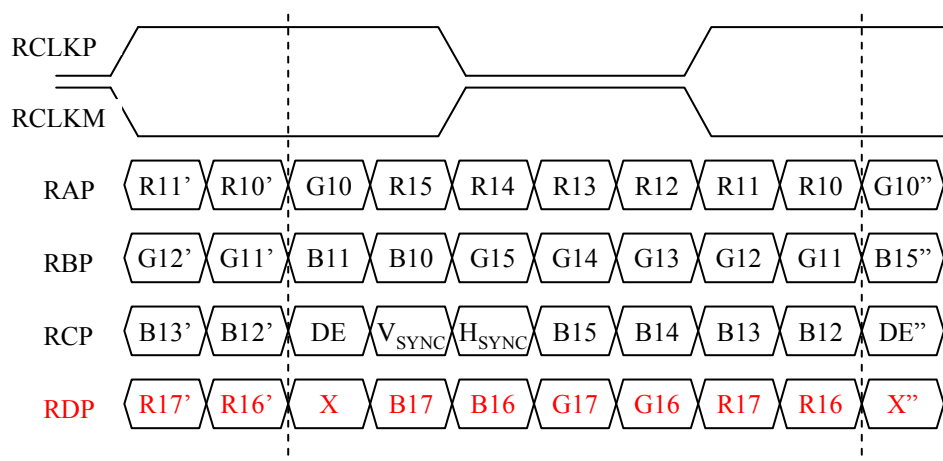 RCLKP
RCLKM
RAP R11’ R10’ G10 R15 R14 R13 R12 R11 R10 G10”
RBP G12’ G11’ B11 B10 G15 G14 G13 G12 G11 B15”
RCP B13’ B12’ DE VSYNC HSYNC B15 B14 B13 B12 DE”
RDP R17’ R16’ X B17 B16 G17 G16 R17 R16 X”